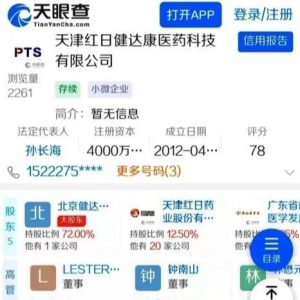 天眼查
TianYanCha.com
打开APP
登录/注册
PTS
天津红日健达康医药科技
有限公司
信用报告
浏览量
2261
存续
小微企业
简介：暂无信息
法定代表人
注册资本
成立日期
评分
孙长海
4000万…
2012-04…
78
1522275****
更多号码(3)
股东5
北
北京健达…
大股东
持股比例 72.00%
他有 1 家公司
天津红日药
业股份有…
持股比例 12.50%
他有 20 家公司
广东省
医学发
持股比例
目录
高管
L
LESTER…
董事
钟
钟南山
董事
林
董事